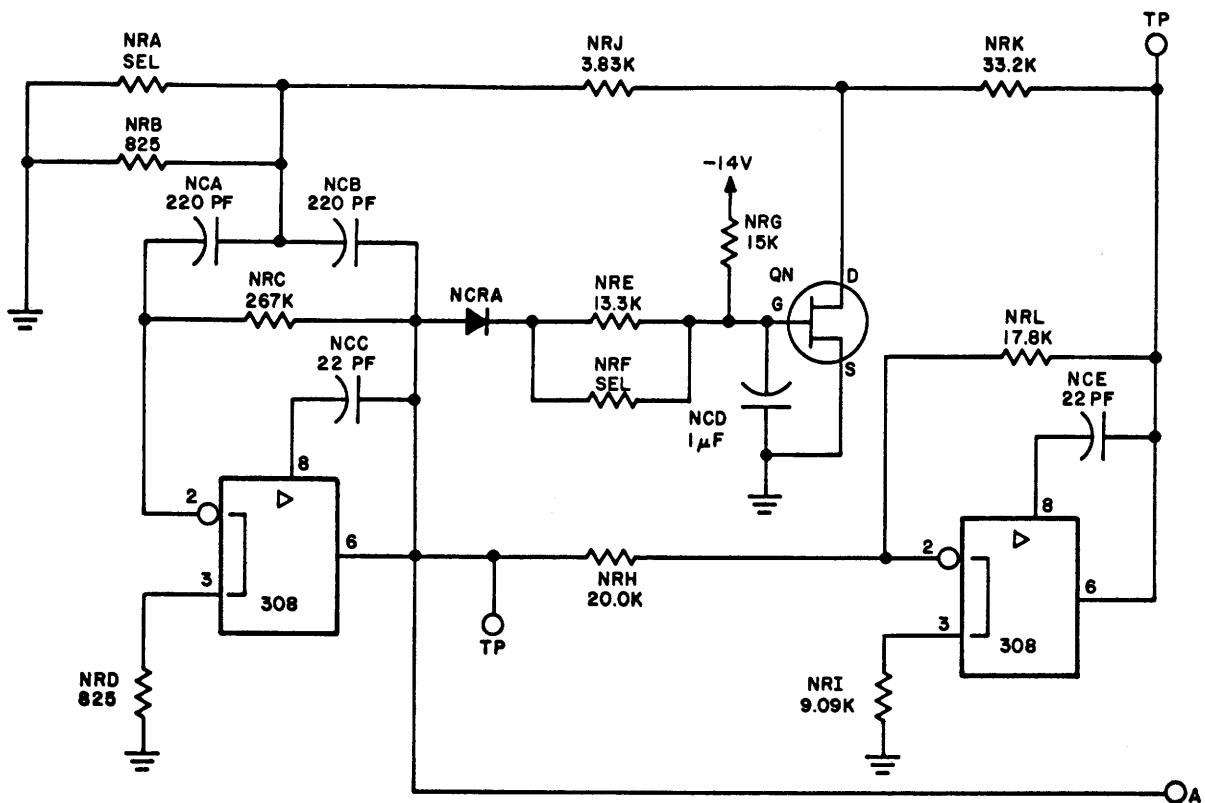 TP
NRA
SEL
NRJ
3.83K
NRK
33.2K
NRB
825
-14V
NCA
220 PF
NCB
220 PF
NRG
15K
NRC
267K
NCRA
NRE
13.3K
QN
D
G
S
NRL
17.8K
NCC
22 PF
NRF
SEL
NCD
1µF
NCE
22 PF
8
2
6
3
308
NRH
20.0K
TP
8
2
6
3
308
NRD
825
NRI
9.09K
A